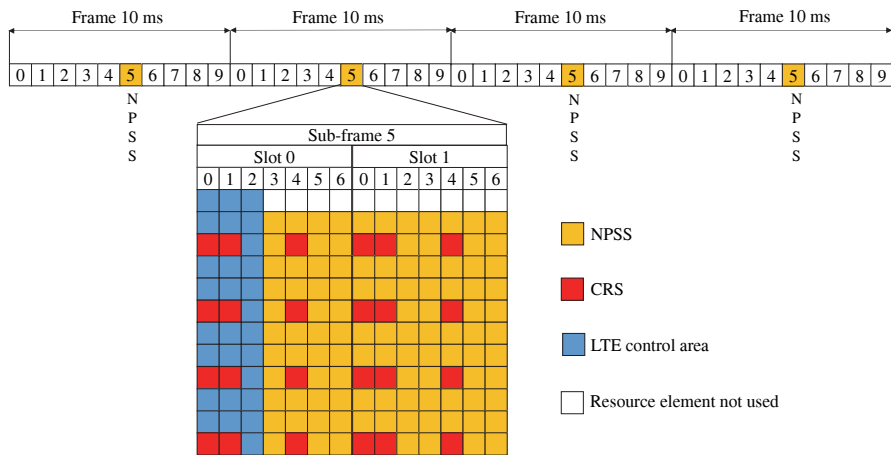 Frame 10 ms Frame 10 ms Frame 10 ms Frame 10 ms
0 1 2 3 4 5 6 7 8 9 0 1 2 3 4 5 6 7 8 9 0 1 2 3 4 5 6 7 8 9 0 1 2 3 4 5 6 7 8 9
N N N
P P P
S S S
S S S
Sub-frame 5
Slot 0 Slot 1
0 1 2 3 4 5 6 0 1 2 3 4 5 6
NPSS
CRS
LTE control area
Resource element not used